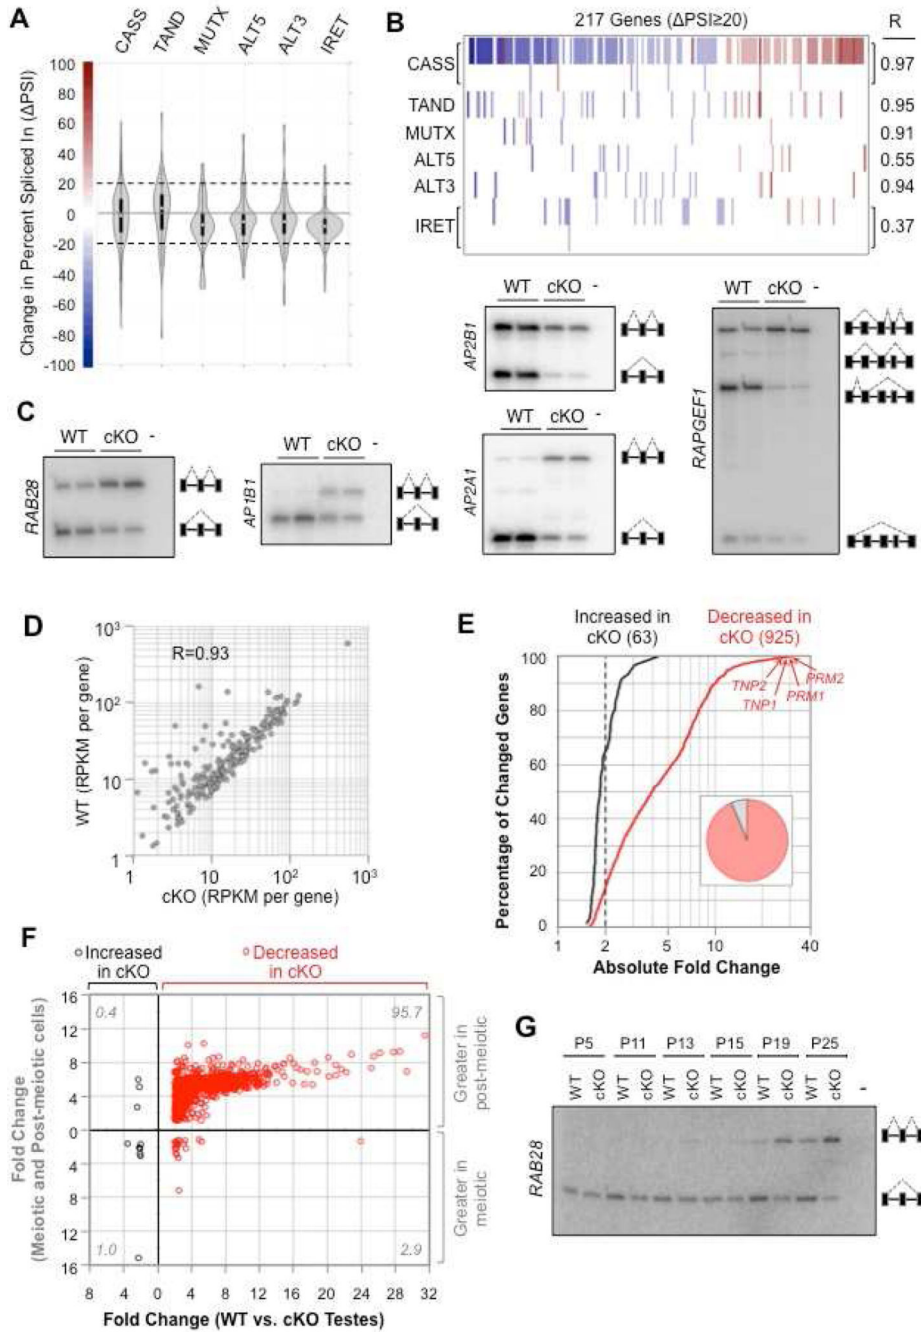 A
CASS
TAND
MUTX
ALT5
ALT3
IRET
Change in Percent Spliced In (ΔPSI)
100
80
60
40
20
0
-20
-40
-60
-80
-100
B
217 Genes (ΔPSI≥20)
R
CASS
0.97
TAND
0.95
MUTX
0.91
ALT5
0.55
ALT3
0.94
IRET
0.37
C
WT cKO -
RAB28
WT cKO -
AP1B1
WT cKO -
AP2B1
WT cKO -
AP2A1
WT cKO -
RAPGEF1
D
R=0.93
WT (RPKM per gene)
10³
10²
10
1
1 10 10² 10³
cKO (RPKM per gene)
E
Increased in
cKO (63)
Decreased in
cKO (925)
Percentage of Changed Genes
100
80
60
40
20
0
TNP2
TNP1
PRM1
PRM2
1 2 5 10 40
Absolute Fold Change
F
Increased
in cKO
Decreased
in cKO
Fold Change
(Meiotic and Post-meiotic cells)
16
12
8
4
0
4
8
12
16
0.4
95.7
1.0
2.9
Greater in
post-meiotic
Greater in
meiotic
8 4 0 4 8 12 16 20 24 28 32
Fold Change (WT vs. cKO Testes)
G
P5 P11 P13 P15 P19 P25
WT cKO WT cKO WT cKO WT cKO WT cKO WT cKO -
RAB28